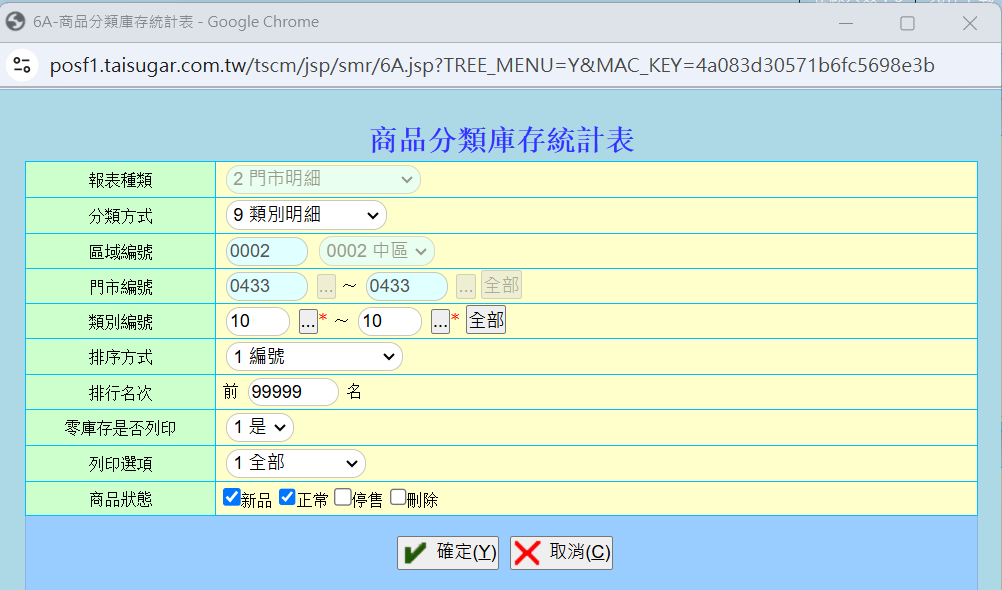 6A-商品分類庫存統計表 - Google Chrome
posf1.taisugar.com.tw/tscm/jsp/smr/6A.jsp?TREE_MENU=Y&MAC_KEY=4a083d30571b6fc5698e3b
商品分類庫存統計表
報表種類 2 門市明細
分類方式 9 類別明細
區域編號 0002 0002 中區
門市編號 0433 ... ～ 0433 ... 全部
類別編號 10 ...* ～ 10 ...* 全部
排序方式 1 編號
排行名次 前 99999 名
零庫存是否列印 1 是
列印選項 1 全部
商品狀態 新品 正常 停售 刪除
確定(Y) 取消(C)